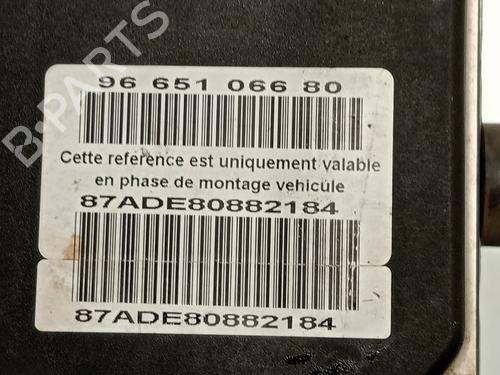 B-PARTS
96 651 066 80
Cette reference est uniquement valable
en phase de montage vehicule
87ADE80882184
87ADE80882184